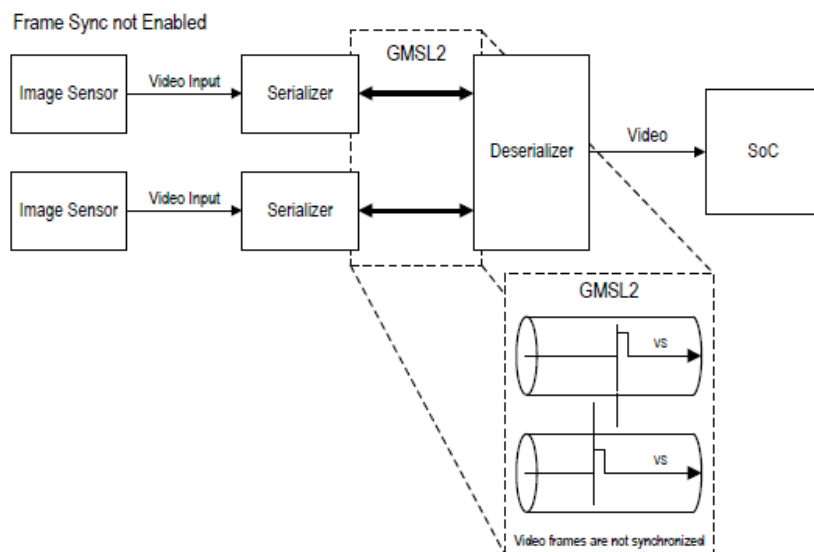 Frame Sync not Enabled
GMSL2
Image Sensor
Video Input
Serializer
Deserializer
Video
SoC
Image Sensor
Video Input
Serializer
GMSL2
vs
vs
Video frames are not synchronized